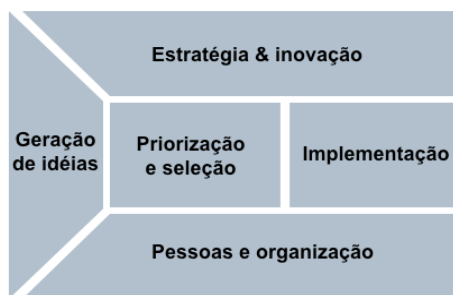 Estratégia & inovação
Geração
de idéias
Priorização
e seleção
Implementação
Pessoas e organização